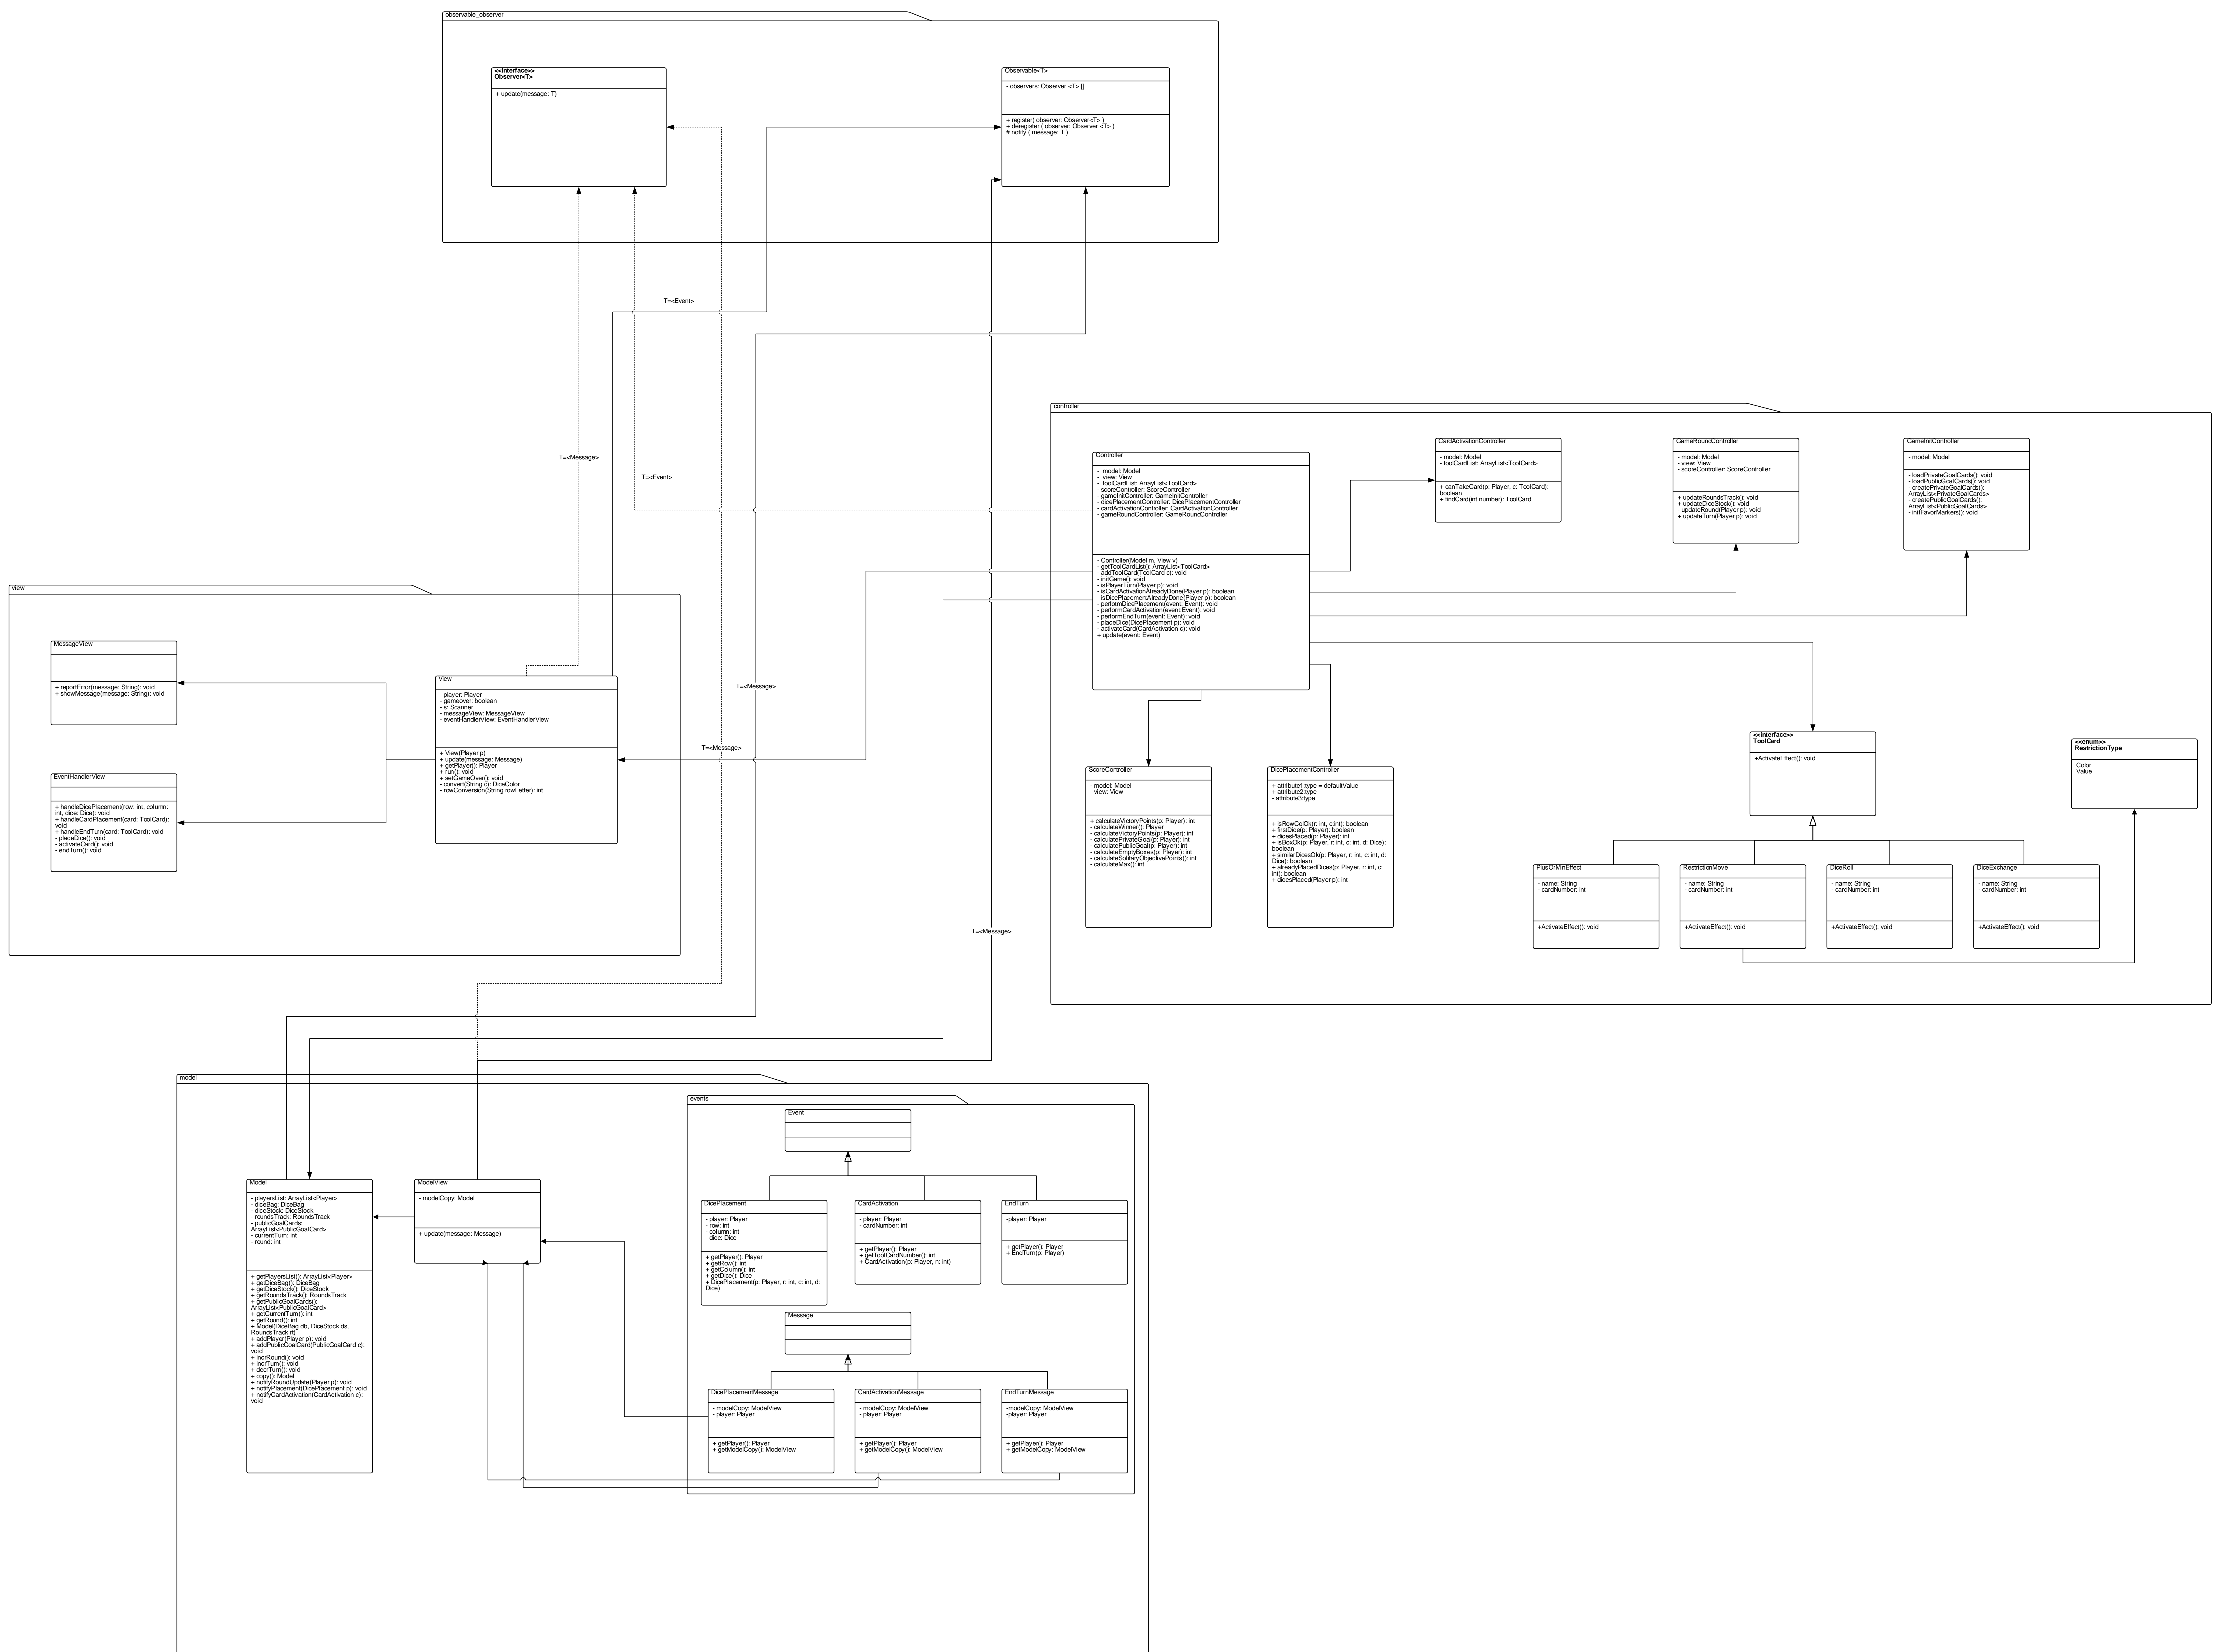 observable_observer
<<interface>>
Observer<T>
+ update(message: T)
Observable<T>
- observers: Observer <T> []
+ register( observer: Observer<T> )
+ deregister ( observer: Observer <T> )
# notify ( message: T )
T=<Event>
T=<Message>
T=<Event>
T=<Message>
T=<Message>
T=<Message>
controller
Controller
- model: Model
- view: View
- toolCardList: ArrayList<ToolCard>
- scoreController: ScoreController
- gameInitController: GameInitController
- dicePlacementController: DicePlacementController
- cardActivationController: CardActivationController
- gameRoundController: GameRoundController
- Controller(Model m, View v)
- getToolCardList(): ArrayList<ToolCard>
- addToolCard(ToolCard c): void
- initGame(): void
- isPlayerTurn(Player p): void
- isCardActivationAlreadyDone(Player p): boolean
- isDicePlacementAlreadyDone(Player p): boolean
- perfotmDicePlacement(event: Event): void
- performCardActivation(event:Event): void
- performEndTurn(event: Event): void
- placeDice(DicePlacement p): void
- activateCard(CardActivation c): void
+ update(event: Event)
CardActivationController
- model: Model
- toolCardList: ArrayList<ToolCard>
+ canTakeCard(p: Player, c: ToolCard):
boolean
+ findCard(int number): ToolCard
GameRoundController
- model: Model
- view: View
- scoreController: ScoreController
+ updateRoundsTrack(): void
+ updateDiceStock(): void
- updateRound(Player p): void
+ updateTurn(Player p): void
GameInitController
- model: Model
- loadPrivateGoalCards(): void
- loadPublicGoalCards(): void
- createPrivateGoalCards():
ArrayList<PrivateGoalCards>
- createPublicGoalCards():
ArrayList<PublicGoalCards>
- initFavorMarkers(): void
ScoreController
- model: Model
- view: View
+ calculateVictoryPoints(p: Player): int
- calculateWinner(): Player
- calculateVictoryPoints(p: Player): int
- calculatePrivateGoal(p: Player): int
- calculatePublicGoal(p: Player): int
- calculateEmptyBoxes(p: Player): int
- calculateSolitaryObjectivePoints(): int
- calculateMax(): int
DicePlacementController
+ attribute1:type = defaultValue
+ attribute2:type
- attribute3:type
+ isRowColOk(r: int, c:int): boolean
+ firstDice(p: Player): boolean
+ dicesPlaced(p: Player): int
+ isBoxOk(p: Player, r: int, c: int, d: Dice):
boolean
+ similarDicesOk(p: Player, r: int, c: int, d:
Dice): boolean
+ alreadyPlacedDices(p: Player, r: int, c:
int): boolean
+ dicesPlaced(Player p): int
<<interface>>
ToolCard
+ActivateEffect(): void
<<enum>>
RestrictionType
Color
Value
PlusOrMinEffect
- name: String
- cardNumber: int
+ActivateEffect(): void
RestrictionMove
- name: String
- cardNumber: int
+ActivateEffect(): void
DiceRoll
- name: String
- cardNumber: int
+ActivateEffect(): void
DiceExchange
- name: String
- cardNumber: int
+ActivateEffect(): void
view
MessageView
+ reportError(message: String): void
+ showMessage(message: String): void
EventHandlerView
+ handleDicePlacement(row: int, column:
int, dice: Dice): void
+ handleCardPlacement(card: ToolCard):
void
+ handleEndTurn(card: ToolCard): void
- placeDice(): void
- activateCard(): void
- endTurn(): void
View
- player: Player
- gameover: boolean
- s: Scanner
- messageView: MessageView
- eventHandlerView: EventHandlerView
+ View(Player p)
+ update(message: Message)
+ getPlayer(): Player
+ run(): void
+ setGameOver(): void
- convert(String c): DiceColor
- rowConversion(String rowLetter): int
model
Model
- playersList: ArrayList<Player>
- diceBag: DiceBag
- diceStock: DiceStock
- roundsTrack: RoundsTrack
- publicGoalCards:
ArrayList<PublicGoalCard>
- currentTurn: int
- round: int
+ getPlayersList(): ArrayList<Player>
+ getDiceBag(): DiceBag
+ getDiceStock(): DiceStock
+ getRoundsTrack(): RoundsTrack
+ getPublicGoalCards():
ArrayList<PublicGoalCard>
+ getCurrentTurn(): int
+ getRound(): int
+ Model(DiceBag db, DiceStock ds,
RoundsTrack rt)
+ addPlayer(Player p): void
+ addPublicGoalCard(PublicGoalCard c):
void
+ incrRound(): void
+ incrTurn(): void
+ decrTurn(): void
+ copy(): Model
+ notifyRoundUpdate(Player p): void
+ notifyPlacement(DicePlacement p): void
+ notifyCardActivation(CardActivation c):
void
ModelView
- modelCopy: Model
+ update(message: Message)
events
Event
DicePlacement
- player: Player
- row: int
- column: int
- dice: Dice
+ getPlayer(): Player
+ getRow(): int
+ getColumn(): int
+ getDice(): Dice
+ DicePlacement(p: Player, r: int, c: int, d:
Dice)
CardActivation
- player: Player
- cardNumber: int
+ getPlayer(): Player
+ getToolCardNumber(): int
+ CardActivation(p: Player, n: int)
EndTurn
-player: Player
+ getPlayer(): Player
+ EndTurn(p: Player)
Message
DicePlacementMessage
- modelCopy: ModelView
- player: Player
+ getPlayer(): Player
+ getModelCopy(): ModelView
CardActivationMessage
- modelCopy: ModelView
- player: Player
+ getPlayer(): Player
+ getModelCopy(): ModelView
EndTurnMessage
-modelCopy: ModelView
-player: Player
+ getPlayer(): Player
+ getModelCopy: ModelView